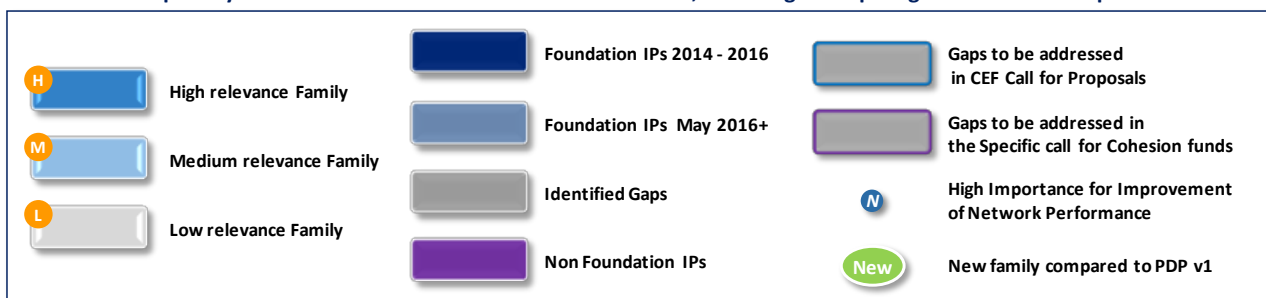 H
High relevance Family
M
Medium relevance Family
L
Low relevance Family
Foundation IPs 2014 - 2016
Foundation IPs May 2016+
Identified Gaps
Non Foundation IPs
Gaps to be addressed
in CEF Call for Proposals
Gaps to be addressed in
the Specific call for Cohesion funds
N
High Importance for Improvement
of Network Performance
New
New family compared to PDP v1